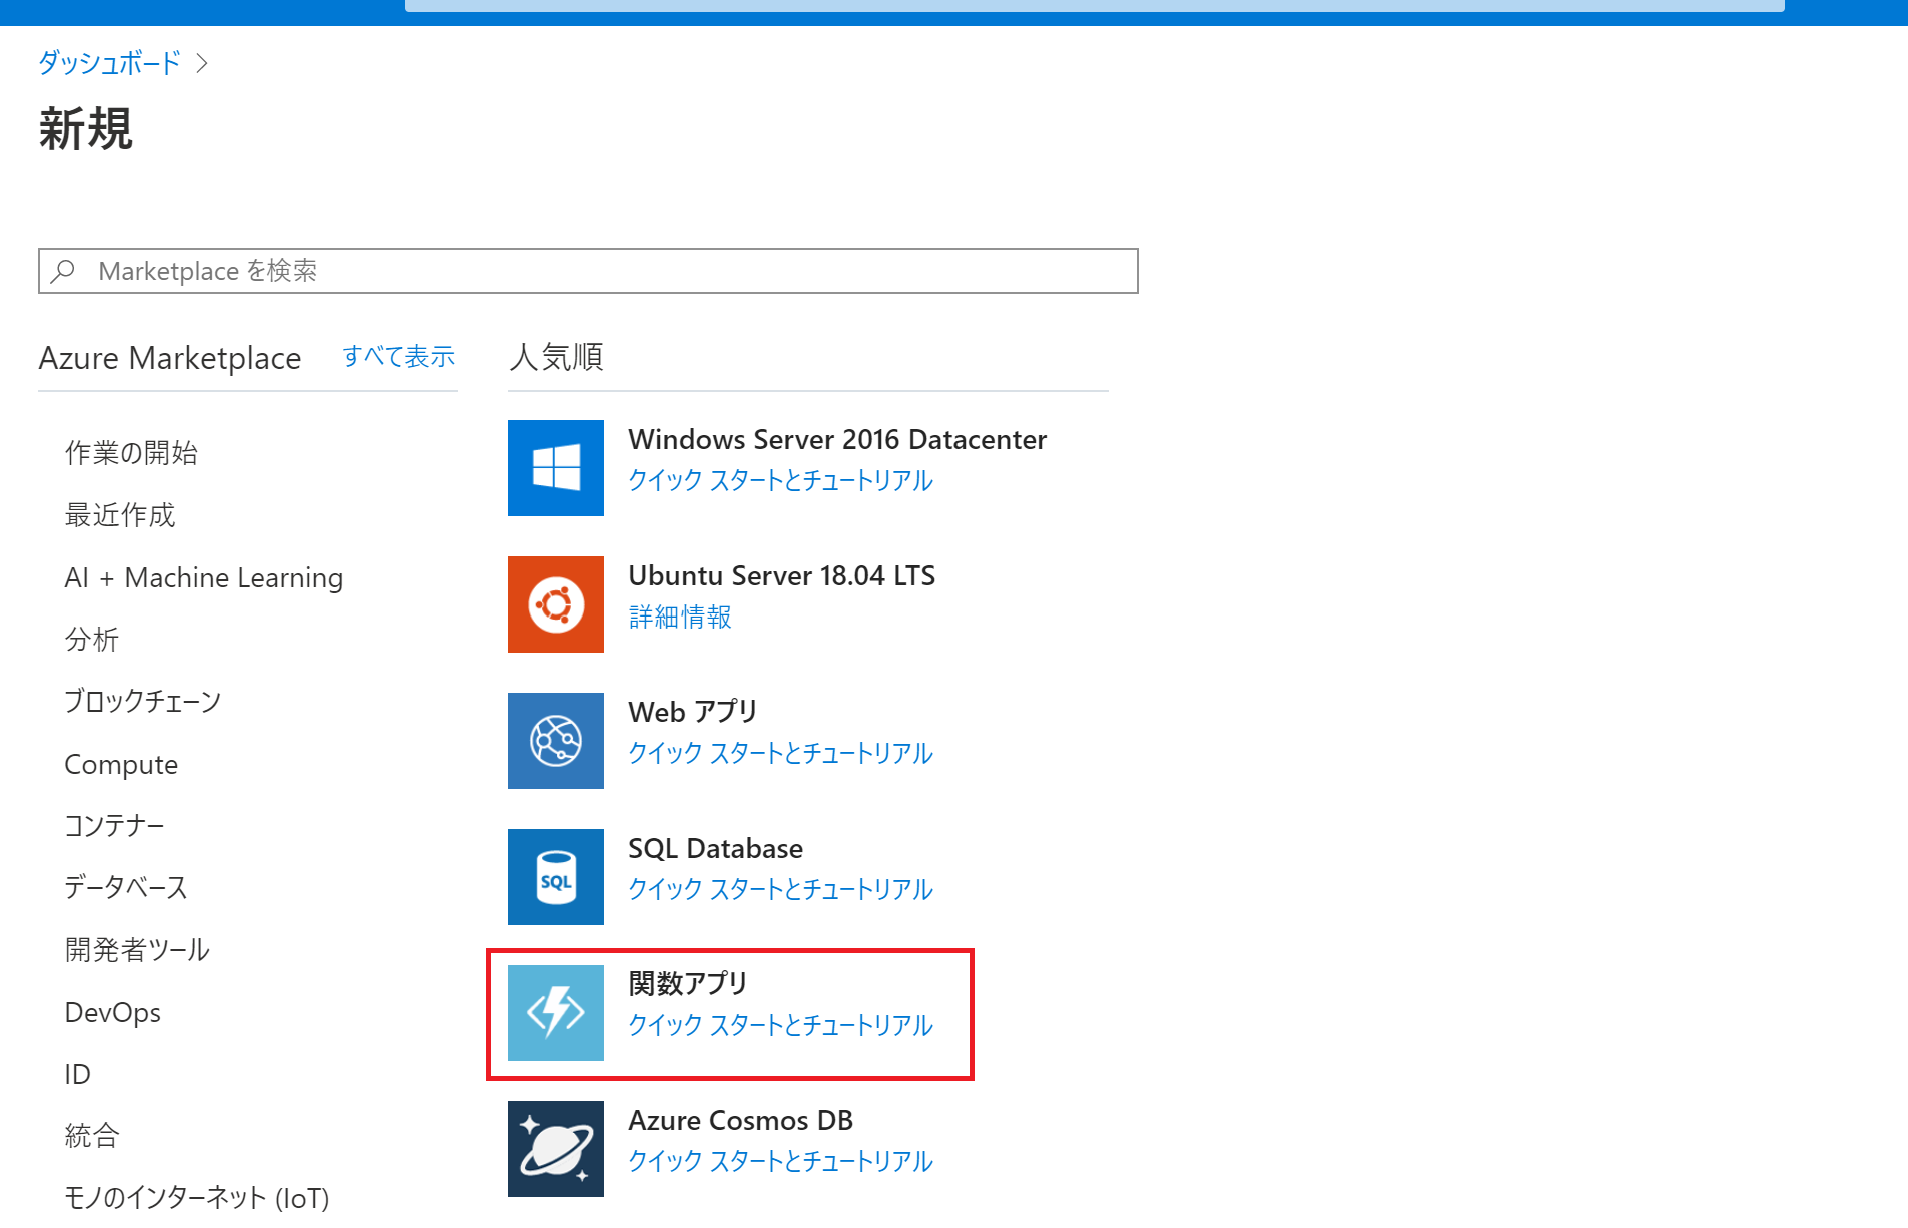 ダッシュボード
新規
Marketplace を検索
Azure Marketplace
すべて表示
作業の開始
最近作成
AI + Machine Learning
分析
ブロックチェーン
Compute
コンテナー
データベース
開発者ツール
DevOps
ID
統合
モノのインターネット (IoT)
人気順
Windows Server 2016 Datacenter
クイック スタートとチュートリアル
Ubuntu Server 18.04 LTS
詳細情報
Web アプリ
クイック スタートとチュートリアル
SQL
SQL Database
クイック スタートとチュートリアル
関数アプリ
クイック スタートとチュートリアル
Azure Cosmos DB
クイック スタートとチュートリアル